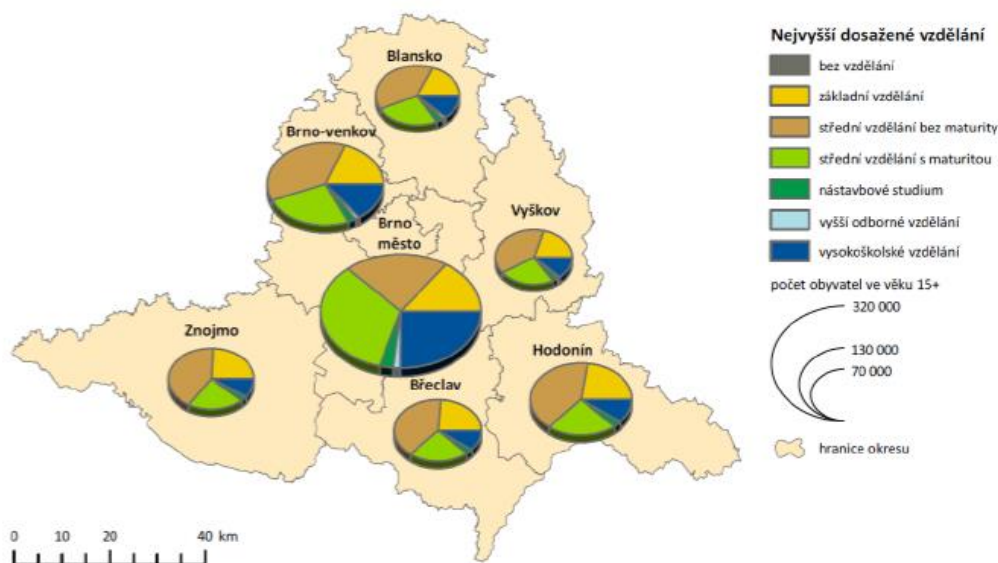 Blansko
Brno-venkov
Brno
město
Vyškov
Znojmo
Hodonín
Břeclav
0 10 20 40 km
Nejvyšší dosažené vzdělání
bez vzdělání
základní vzdělání
střední vzdělání bez maturity
střední vzdělání s maturitou
nástavbové studium
vyšší odborné vzdělání
vysokoškolské vzdělání
počet obyvatel ve věku 15+
320 000
130 000
70 000
hranice okresu